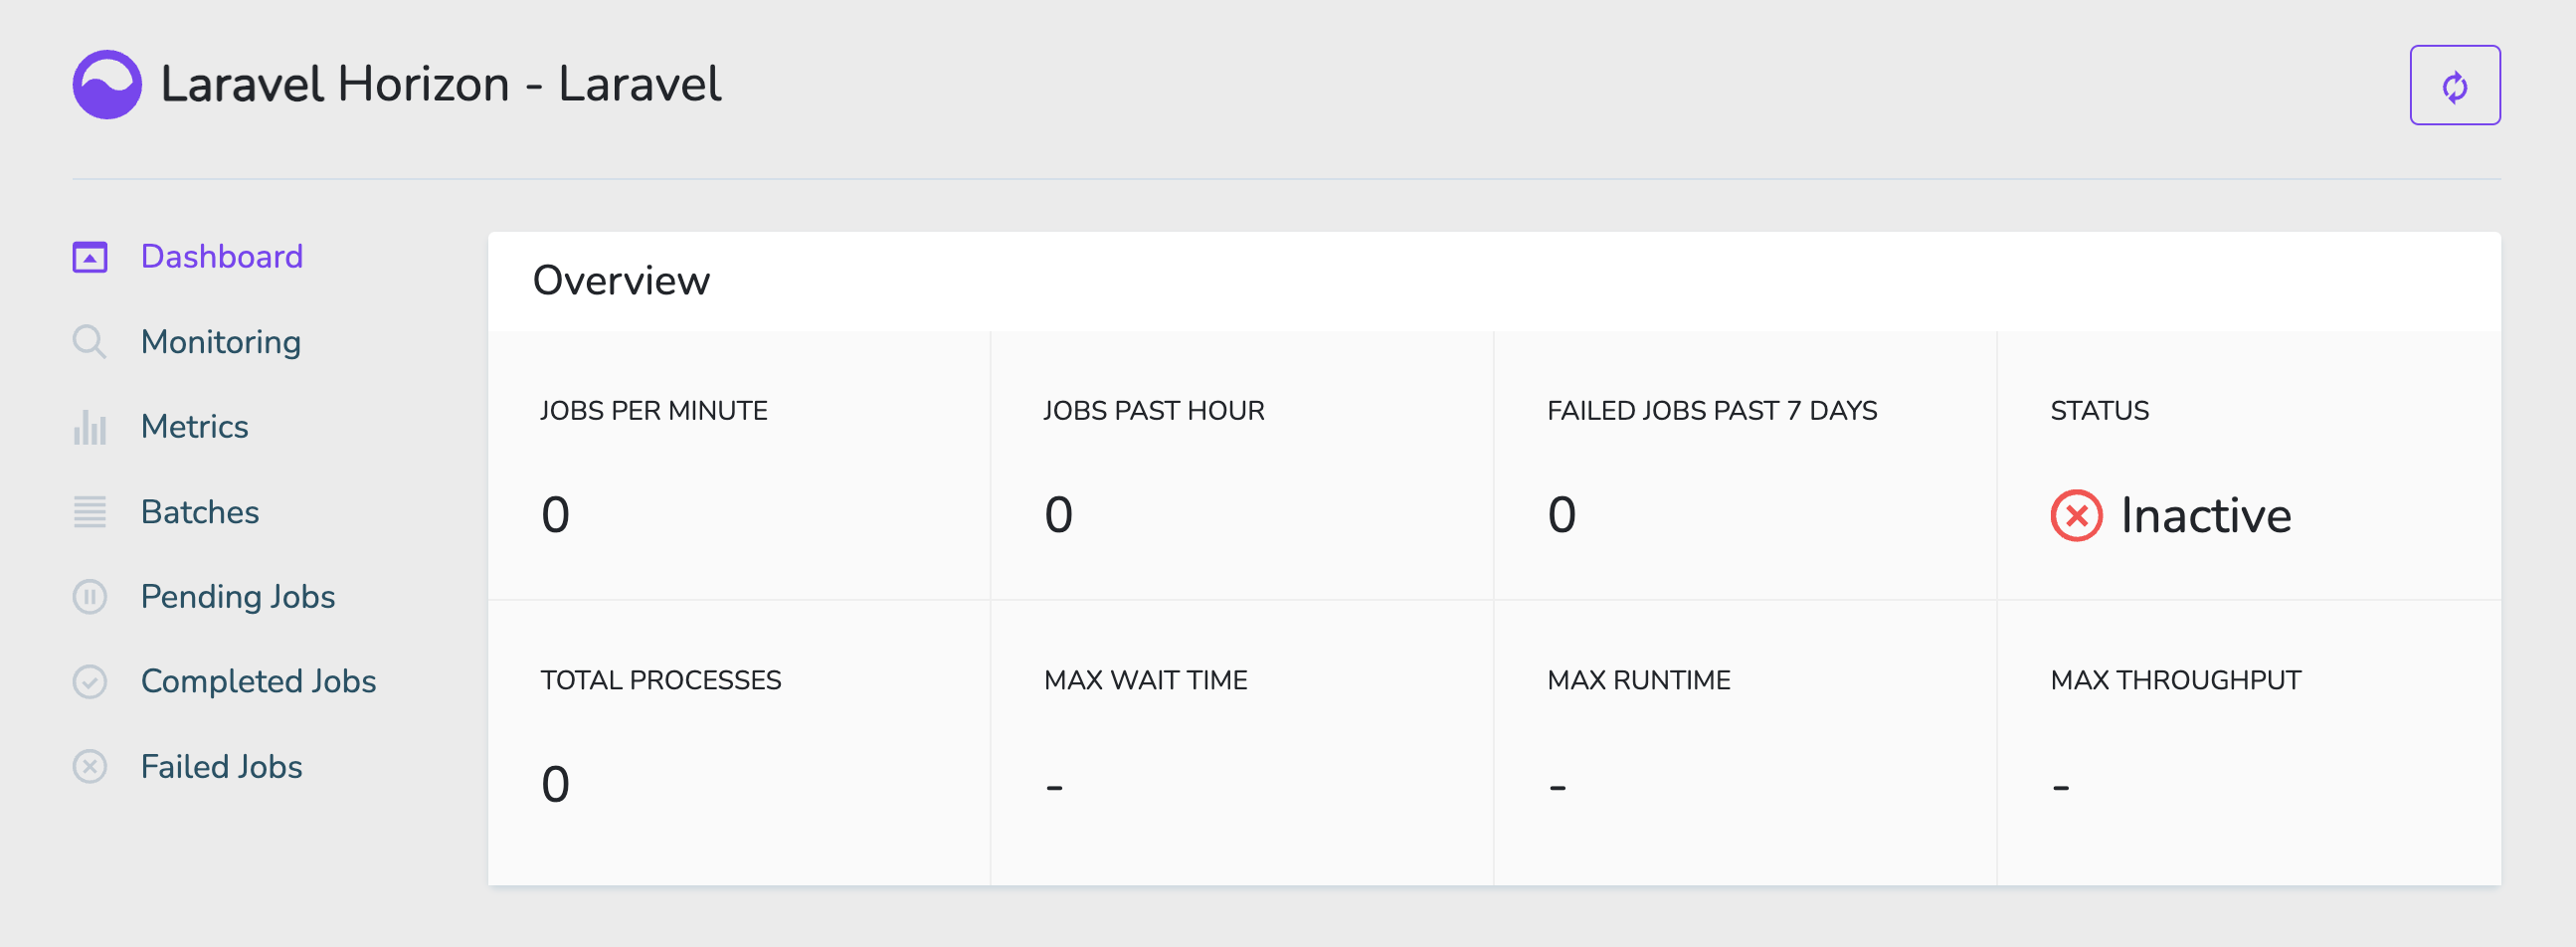 Laravel Horizon - Laravel
Dashboard
Monitoring
Metrics
Batches
Pending Jobs
Completed Jobs
Failed Jobs
Overview
JOBS PER MINUTE
0
JOBS PAST HOUR
0
FAILED JOBS PAST 7 DAYS
0
STATUS
Inactive
TOTAL PROCESSES
0
MAX WAIT TIME
-
MAX RUNTIME
-
MAX THROUGHPUT
-